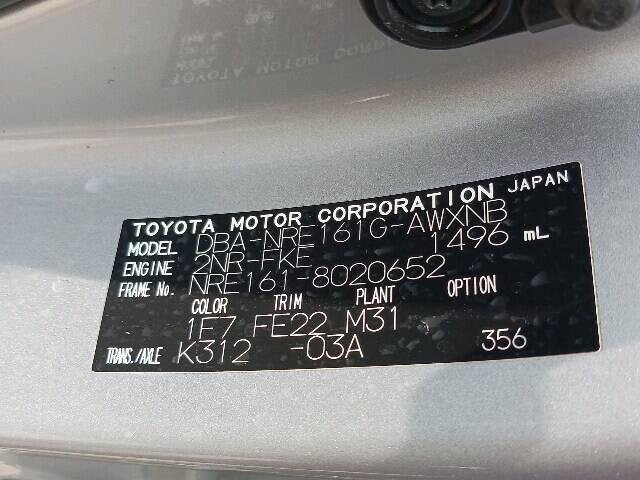 TOYOTA MOTOR CORPORATION JAPAN
MODEL DBA-NRE161G-AWXNB
ENGINE 2NR-FKE 1496 mL
FRAME No. NRE161-8020652
COLOR TRIM PLANT OPTION
1E7 FE22 M31
TRANS./AXLE K312 -03A 356